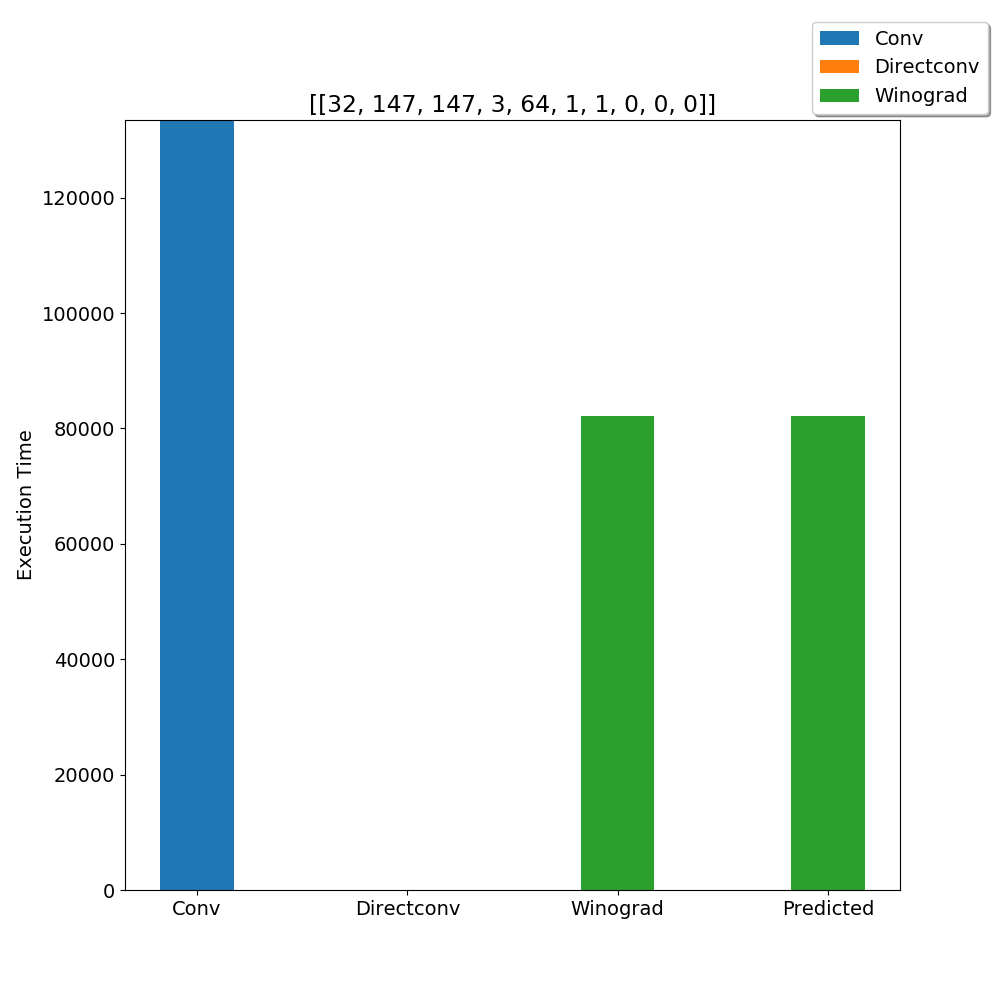 Conv
Directconv
Winograd
[[32, 147, 147, 3, 64, 1, 1, 0, 0, 0]]
120000
100000
80000
60000
40000
20000
0
Execution Time
Conv Directconv Winograd Predicted